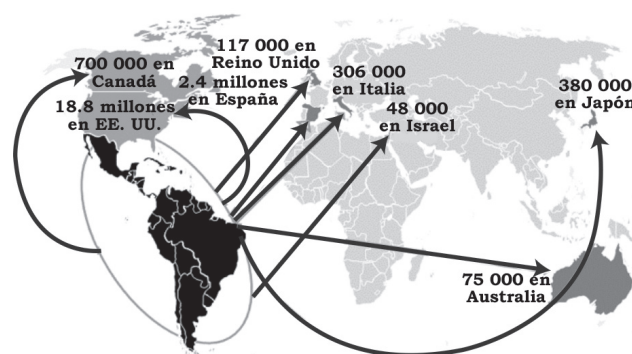 700 000 en
Canadá
18.8 millones
en EE. UU.
117 000 en
Reino Unido
2.4 millones
en España
306 000
en Italia
48 000
en Israel
380 000
en Japón
75 000 en
Australia